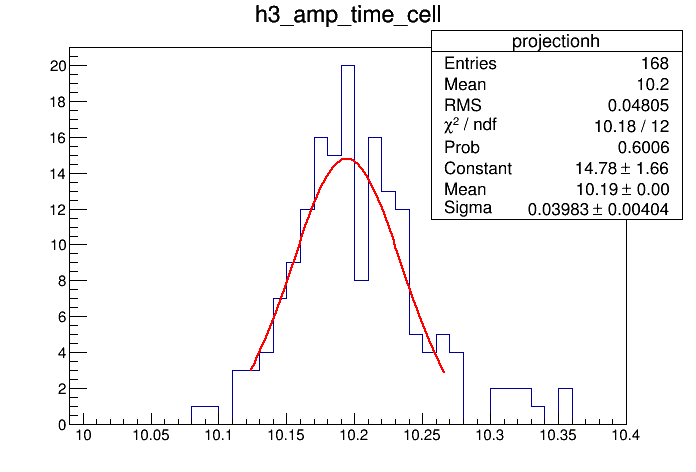 h3_amp_time_cell
projectionh
Entries 168
Mean 10.2
RMS 0.04805
χ² / ndf 10.18 / 12
Prob 0.6006
Constant 14.78 ± 1.66
Mean 10.19 ± 0.00
Sigma 0.03983 ± 0.00404
20
18
16
14
12
10
8
6
4
2
0
10 10.05 10.1 10.15 10.2 10.25 10.3 10.35 10.4